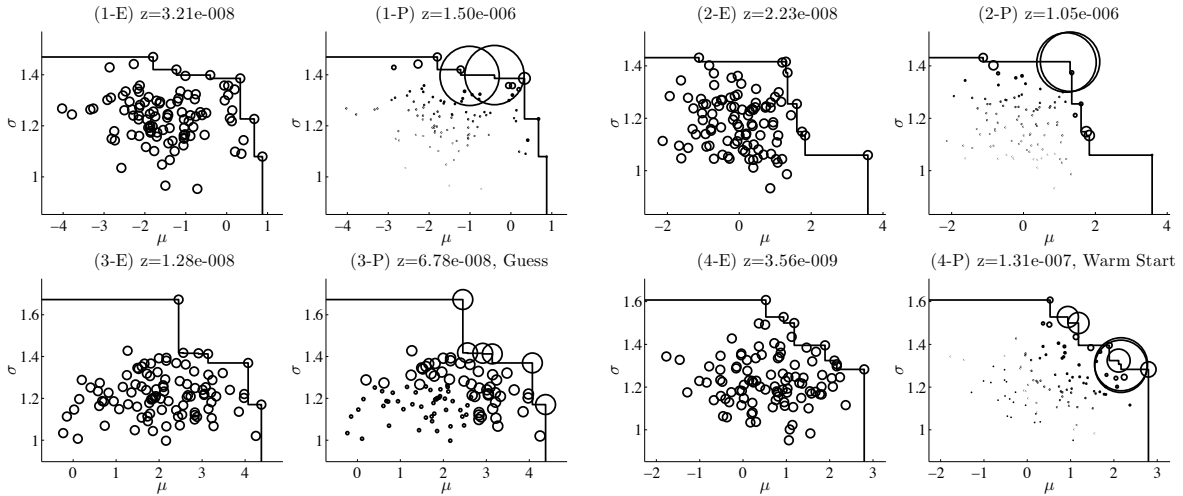 (1-E) z=3.21e-008
(1-P) z=1.50e-006
(2-E) z=2.23e-008
(2-P) z=1.05e-006
σ
1.4
1.2
1
−4 −3 −2 −1 0 1
μ
σ
1.4
1.2
1
−4 −3 −2 −1 0 1
μ
σ
1.4
1.2
1
−2 0 2 4
μ
σ
1.4
1.2
1
−2 0 2 4
μ
(3-E) z=1.28e-008
(3-P) z=6.78e-008, Guess
(4-E) z=3.56e-009
(4-P) z=1.31e-007, Warm Start
σ
1.6
1.4
1.2
1
0 1 2 3 4
μ
σ
1.6
1.4
1.2
1
0 1 2 3 4
μ
σ
1.6
1.4
1.2
1
−2 −1 0 1 2 3
μ
σ
1.6
1.4
1.2
1
−2 −1 0 1 2 3
μ